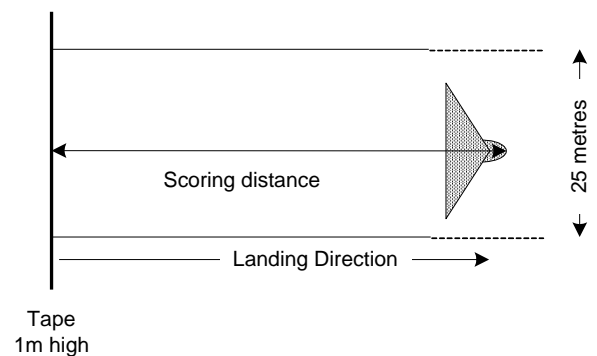 Scoring distance
25 metres
Landing Direction
Tape
1m high